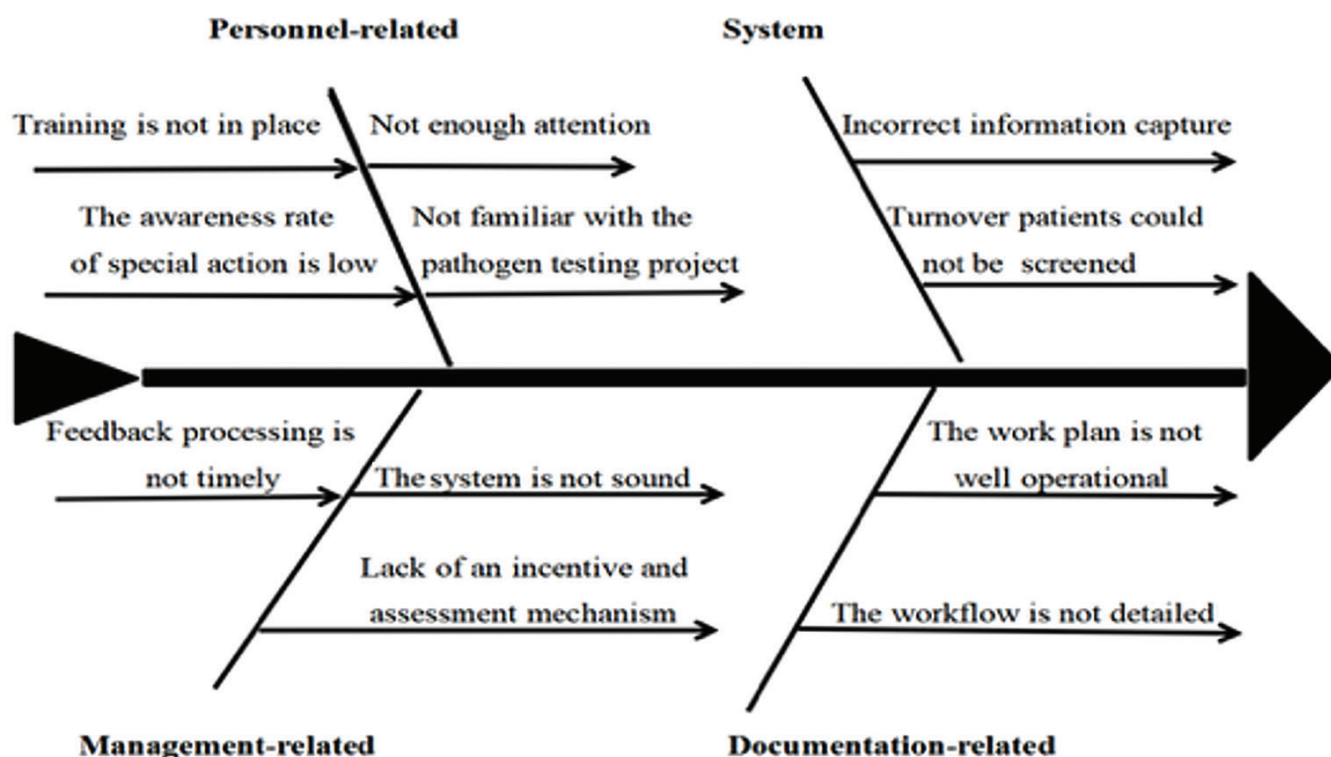 Personnel-related
System
Training is not in place
Not enough attention
Incorrect information capture
The awareness rate
of special action is low
Not familiar with the
pathogen testing project
Turnover patients could
not be screened
Feedback processing is
not timely
The system is not sound
The work plan is not
well operational
Lack of an incentive and
assessment mechanism
The workflow is not detailed
Management-related
Documentation-related